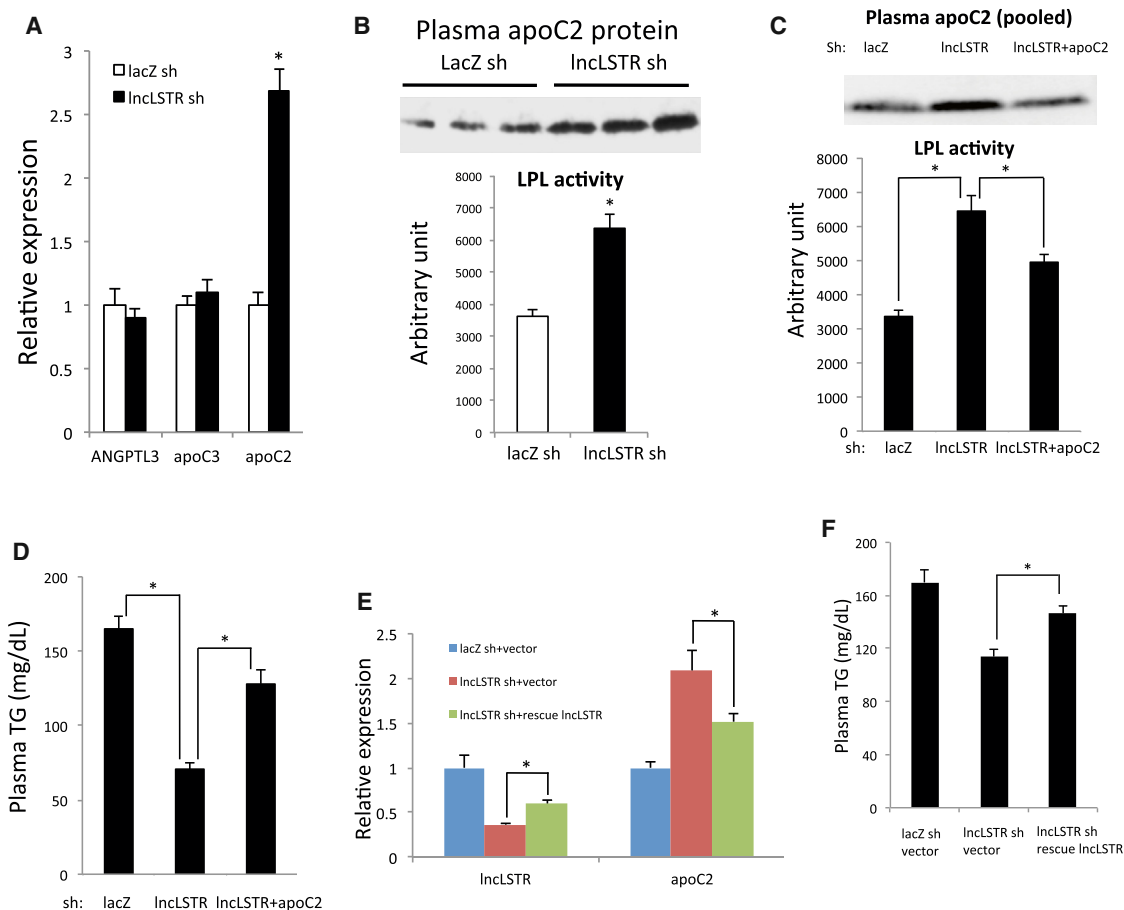 A
3
2.5
2
1.5
1
0.5
0
Relative expression
lacZ sh
lncLSTR sh
*
ANGPTL3 apoC3 apoC2
B
Plasma apoC2 protein
LacZ sh lncLSTR sh
LPL activity
8000
7000
6000
5000
4000
3000
2000
1000
0
Arbitrary unit
*
lacZ sh lncLSTR sh
C
Plasma apoC2 (pooled)
Sh: lacZ lncLSTR lncLSTR+apoC2
LPL activity
8000
7000
6000
5000
4000
3000
2000
1000
0
Arbitrary unit
* *
sh: lacZ lncLSTR lncLSTR+apoC2
D
200
150
100
50
0
Plasma TG (mg/dL)
*
*
sh: lacZ lncLSTR lncLSTR+apoC2
E
2.5
2
1.5
1
0.5
0
Relative expression
lacZ sh+vector
lncLSTR sh+vector
lncLSTR sh+rescue lncLSTR
*
*
lncLSTR apoC2
F
200
160
120
80
40
0
Plasma TG (mg/dL)
*
lacZ sh
vector
lncLSTR sh
vector
lncLSTR sh
rescue lncLSTR